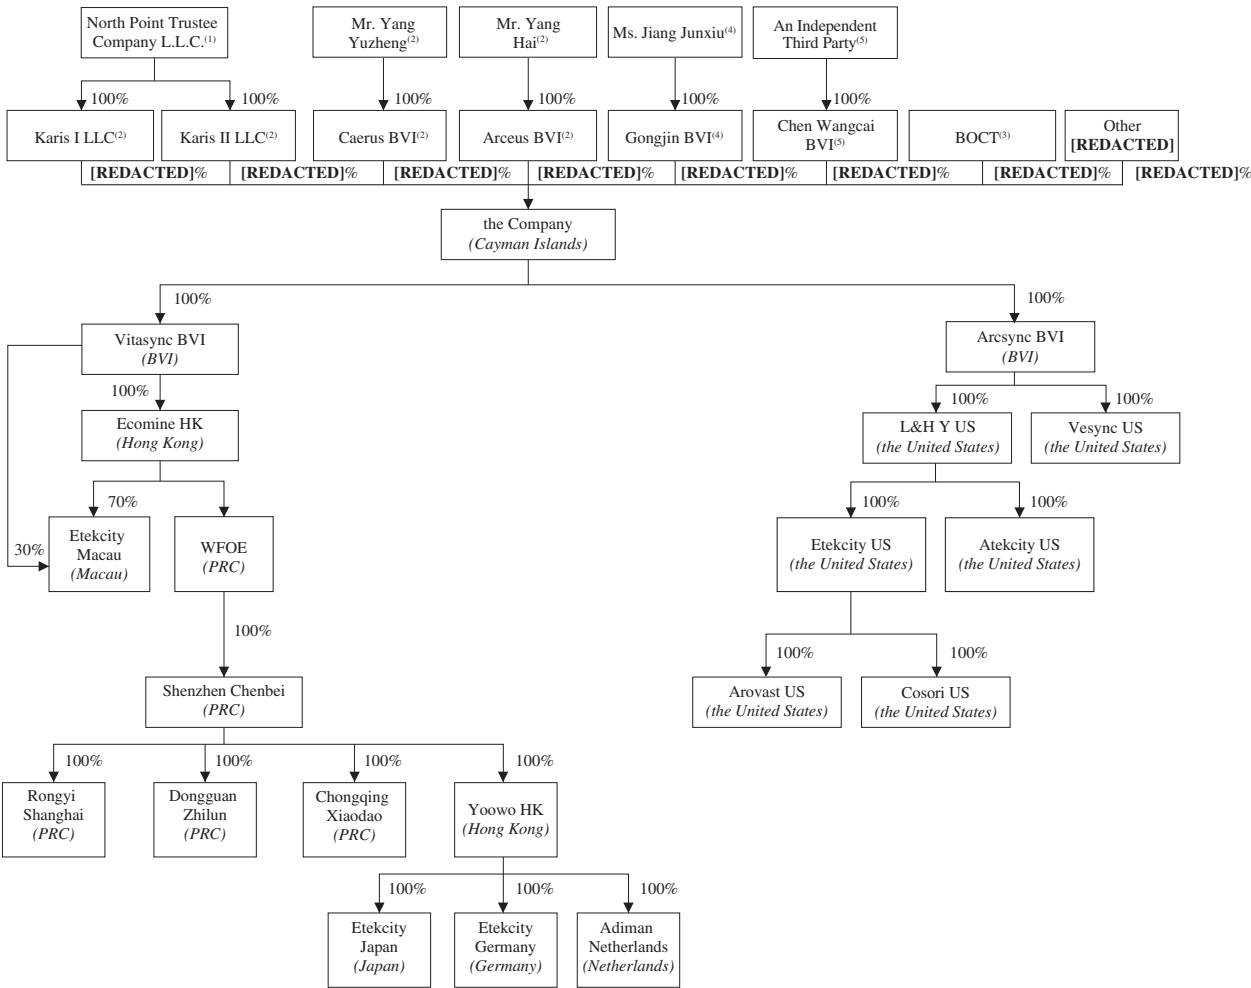 North Point Trustee
Company L.L.C.(1)
Mr. Yang
Yuzheng(2)
Mr. Yang
Hai(2)
Ms. Jiang Junxiu(4)
An Independent
Third Party(5)
100%
100%
100%
100%
100%
100%
Karis I LLC(2)
Karis II LLC(2)
Caerus BVI(2)
Arceus BVI(2)
Gongjin BVI(4)
Chen Wangcai
BVI(5)
BOCT(3)
Other
[REDACTED]
[REDACTED]%
[REDACTED]%
[REDACTED]%
[REDACTED]%
[REDACTED]%
[REDACTED]%
[REDACTED]%
[REDACTED]%
the Company
(Cayman Islands)
100%
100%
Vitasync BVI
(BVI)
Arcsync BVI
(BVI)
100%
100%
100%
Ecomine HK
(Hong Kong)
L&H Y US
(the United States)
Vesync US
(the United States)
70%
100%
100%
30%
Etekcity
Macau
(Macau)
WFOE
(PRC)
Etekcity US
(the United States)
Atekcity US
(the United States)
100%
100%
100%
Shenzhen Chenbei
(PRC)
Arovast US
(the United States)
Cosori US
(the United States)
100%
100%
100%
100%
Rongyi
Shanghai
(PRC)
Dongguan
Zhilun
(PRC)
Chongqing
Xiaodao
(PRC)
Yoowo HK
(Hong Kong)
100%
100%
100%
Etekcity
Japan
(Japan)
Etekcity
Germany
(Germany)
Adiman
Netherlands
(Netherlands)